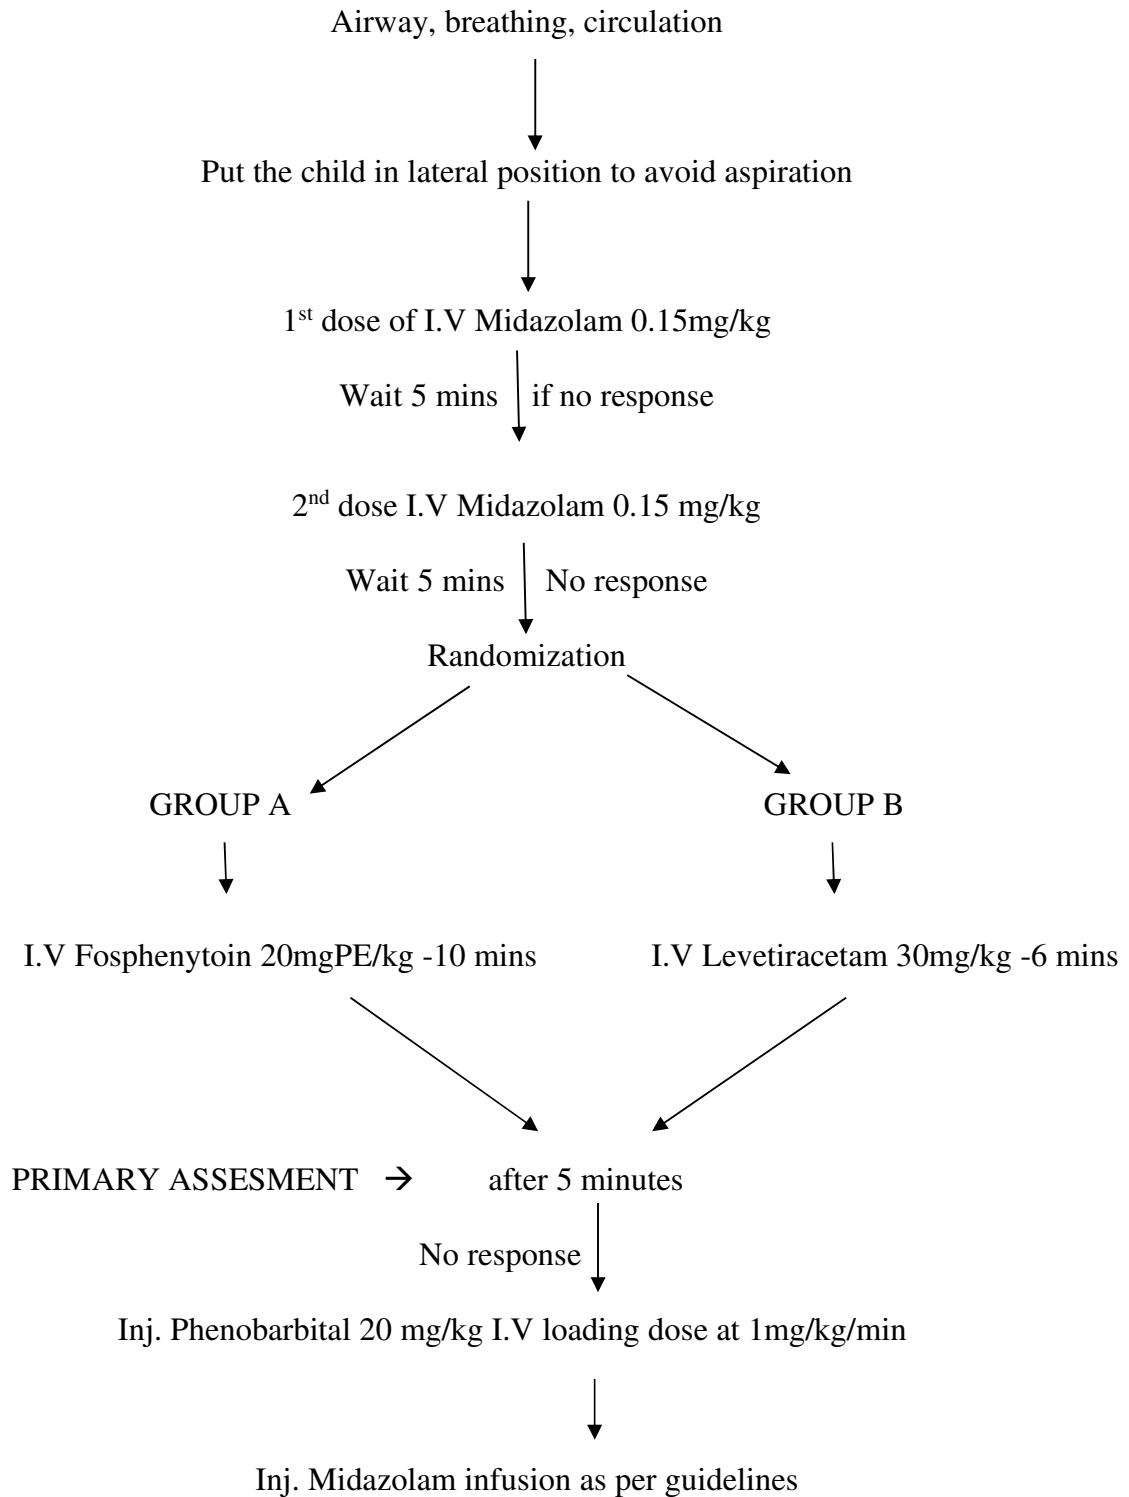 Airway, breathing, circulation
Put the child in lateral position to avoid aspiration
1st dose of I.V Midazolam 0.15mg/kg
Wait 5 mins if no response
2nd dose I.V Midazolam 0.15 mg/kg
Wait 5 mins No response
Randomization
GROUP A GROUP B
I.V Fosphenytoin 20mgPE/kg -10 mins I.V Levetiracetam 30mg/kg -6 mins
PRIMARY ASSESMENT → after 5 minutes
No response
Inj. Phenobarbital 20 mg/kg I.V loading dose at 1mg/kg/min
Inj. Midazolam infusion as per guidelines